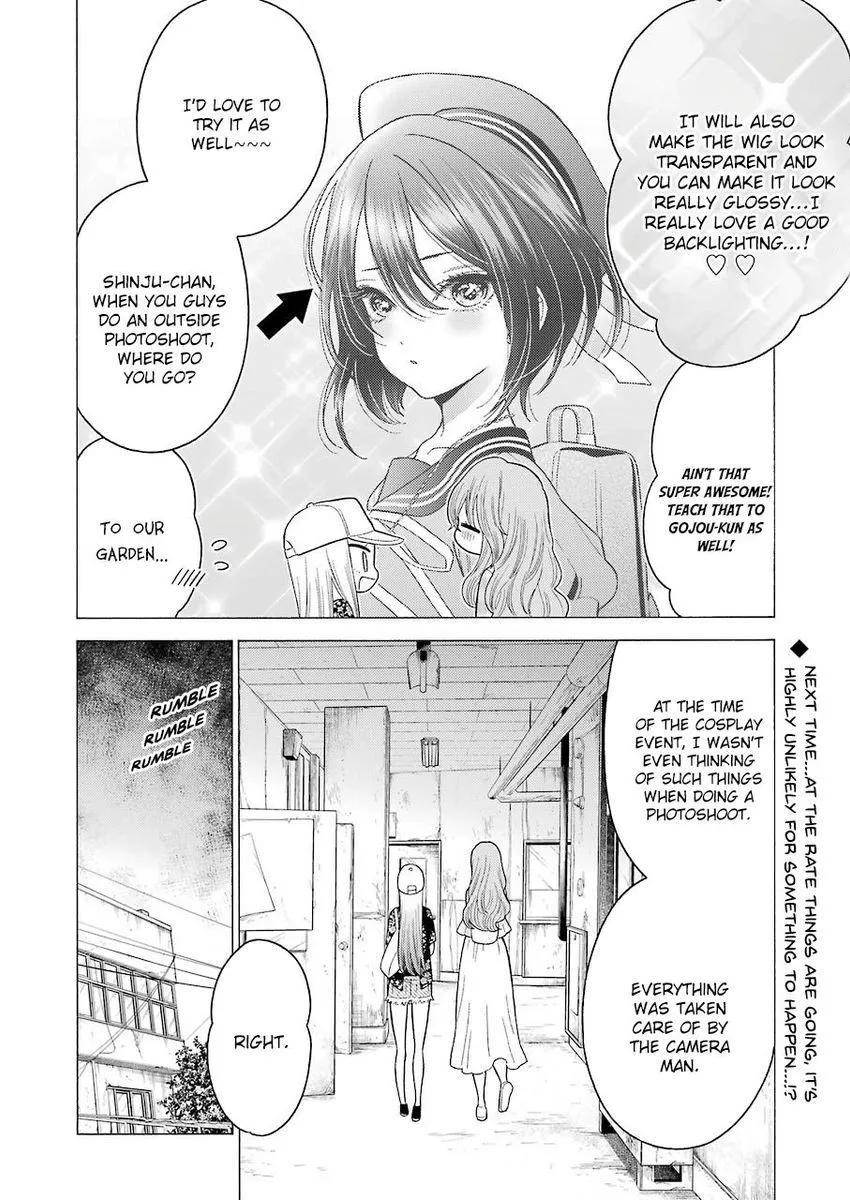 IT WILL ALSO
MAKE THE WIG LOOK
TRANSPARENT AND
YOU CAN MAKE IT LOOK
REALLY GLOSSY...I
REALLY LOVE A GOOD
BACKLIGHTING...!
♡ ♡
AIN'T THAT
SUPER AWESOME!
TEACH THAT TO
GOJOU-KUN AS
WELL!
I'D LOVE TO
TRY IT AS
WELL~~~
SHINJU-CHAN,
WHEN YOU GUYS
DO AN OUTSIDE
PHOTOSHOOT,
WHERE DO
YOU GO?
TO OUR
GARDEN...
AT THE TIME
OF THE COSPLAY
EVENT, I WASN'T
EVEN THINKING
OF SUCH THINGS
WHEN DOING A
PHOTOSHOOT.
EVERYTHING
WAS TAKEN
CARE OF BY
THE CAMERA
MAN.
RIGHT.
RUMBLE
RUMBLE
RUMBLE
◆ NEXT TIME...AT THE RATE THINGS ARE GOING, IT'S
HIGHLY UNLIKELY FOR SOMETHING TO HAPPEN...!?